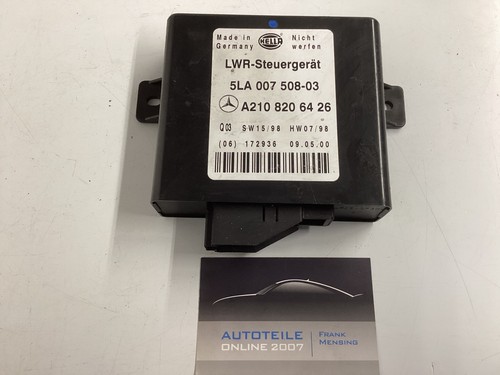 Made in Germany
HELLA
Nicht werfen
LWR-Steuergerät
5LA 007 508-03
A210 820 64 26
Q03 SW15/98 HW07/98
(06) 172936 09.05.00
AUTOTEILE ONLINE 2007
FRANK MENSING